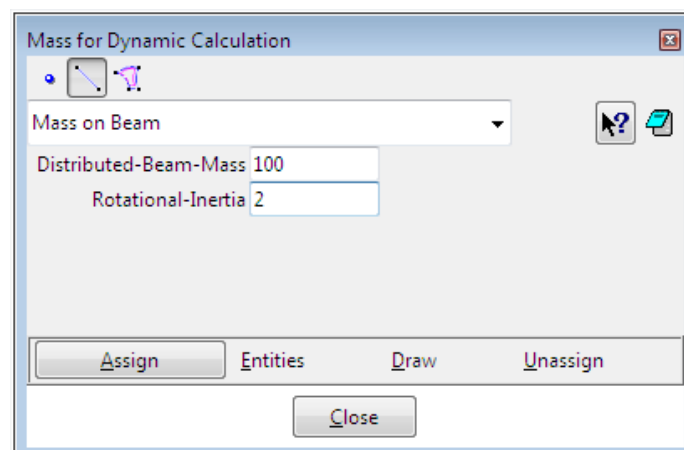 Mass for Dynamic Calculation
Mass on Beam
Distributed-Beam-Mass 100
Rotational-Inertia 2
Assign Entities Draw Unassign
Close